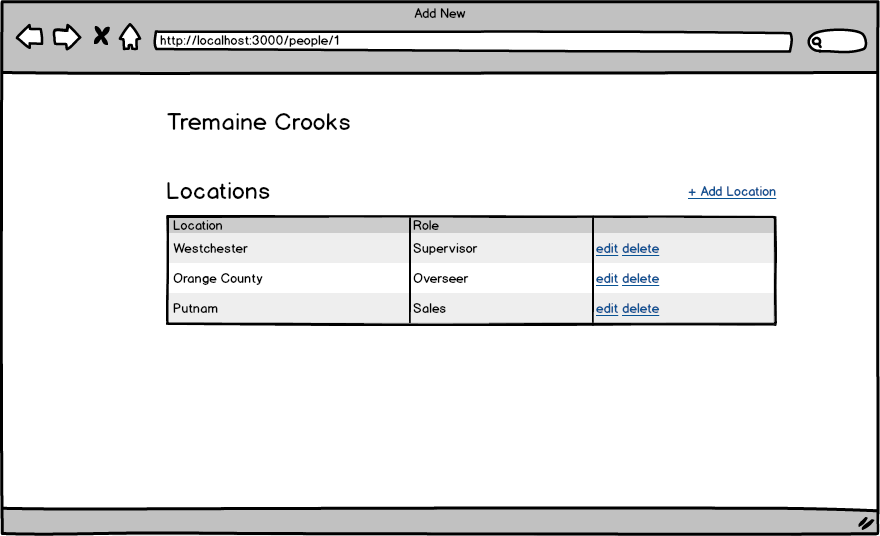 Add New
http://localhost:3000/people/1
Tremaine Crooks
Locations + Add Location
Location Role
Westchester Supervisor edit delete
Orange County Overseer edit delete
Putnam Sales edit delete